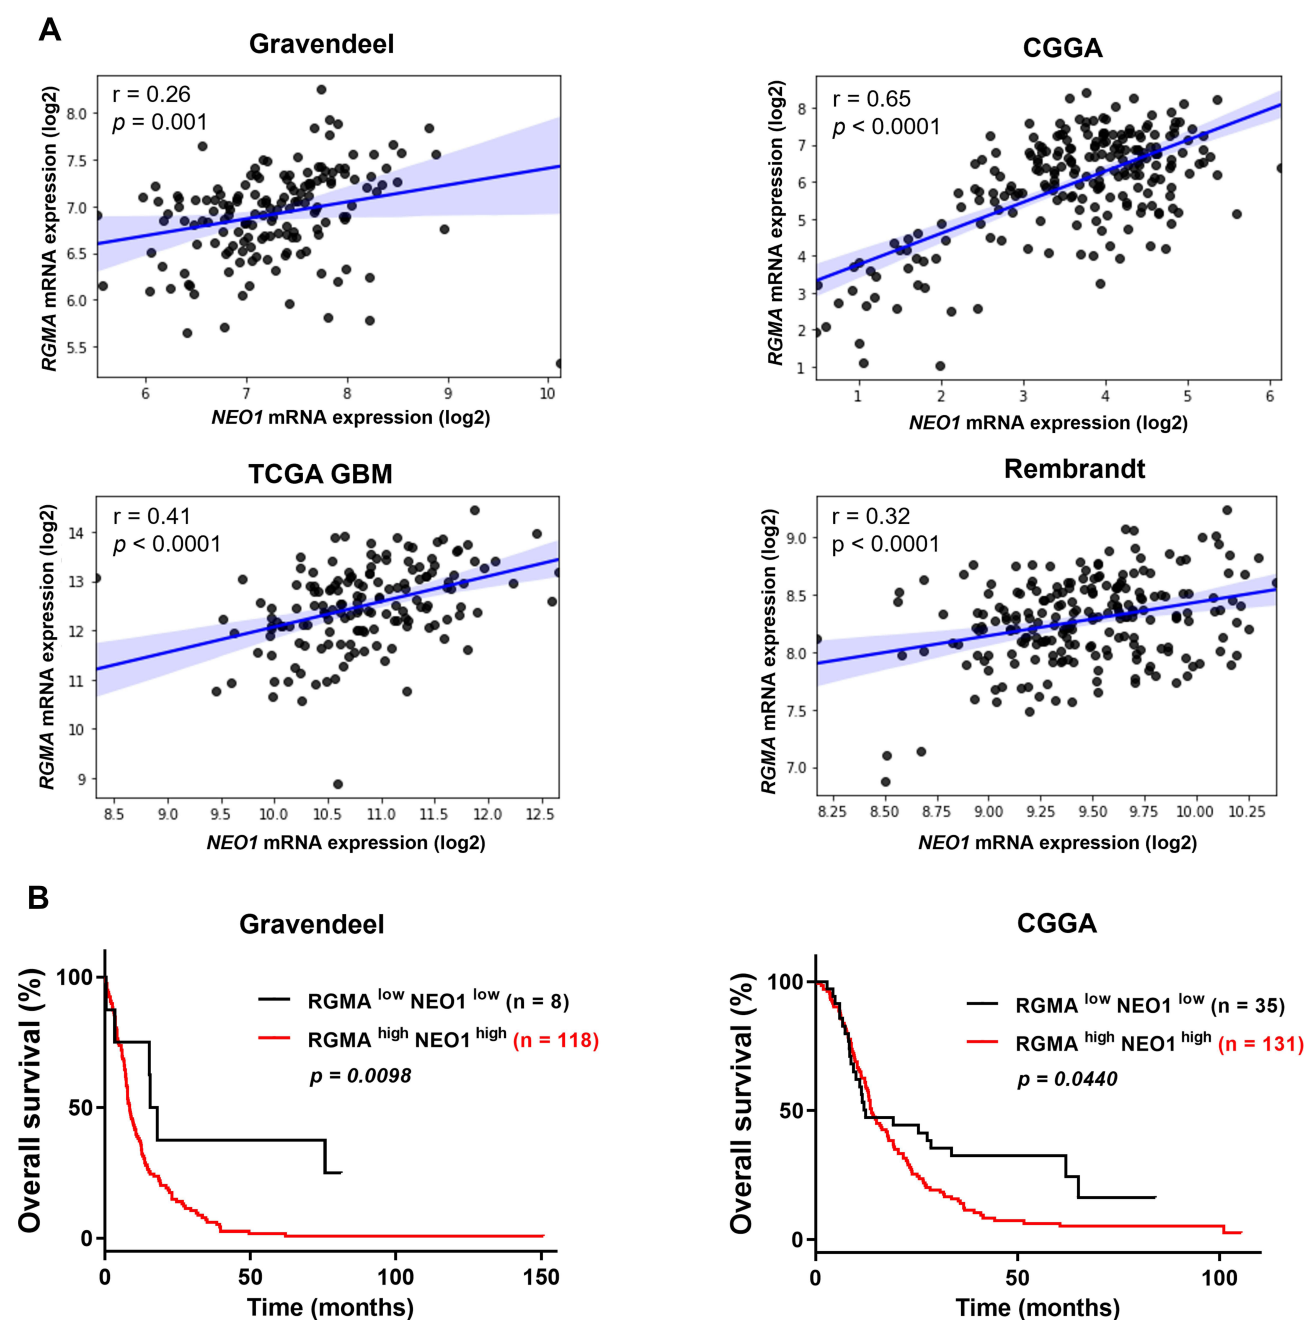 A
Gravendeel
r = 0.26
p = 0.001
RGMA mRNA expression (log2)
8.0
7.5
7.0
6.5
6.0
5.5
6 7 8 9 10
NEO1 mRNA expression (log2)
CGGA
r = 0.65
p < 0.0001
RGMA mRNA expression (log2)
8
7
6
5
4
3
2
1
1 2 3 4 5 6
NEO1 mRNA expression (log2)
TCGA GBM
r = 0.41
p < 0.0001
RGMA mRNA expression (log2)
14
13
12
11
10
9
8.5 9.0 9.5 10.0 10.5 11.0 11.5 12.0 12.5
NEO1 mRNA expression (log2)
Rembrandt
r = 0.32
p < 0.0001
RGMA mRNA expression (log2)
9.0
8.5
8.0
7.5
7.0
8.25 8.50 8.75 9.00 9.25 9.50 9.75 10.00 10.25
NEO1 mRNA expression (log2)
B
Gravendeel
Overall survival (%)
100
50
0
RGMA low NEO1 low (n = 8)
RGMA high NEO1 high (n = 118)
p = 0.0098
0 50 100 150
Time (months)
CGGA
Overall survival (%)
100
50
0
RGMA low NEO1 low (n = 35)
RGMA high NEO1 high (n = 131)
p = 0.0440
0 50 100
Time (months)